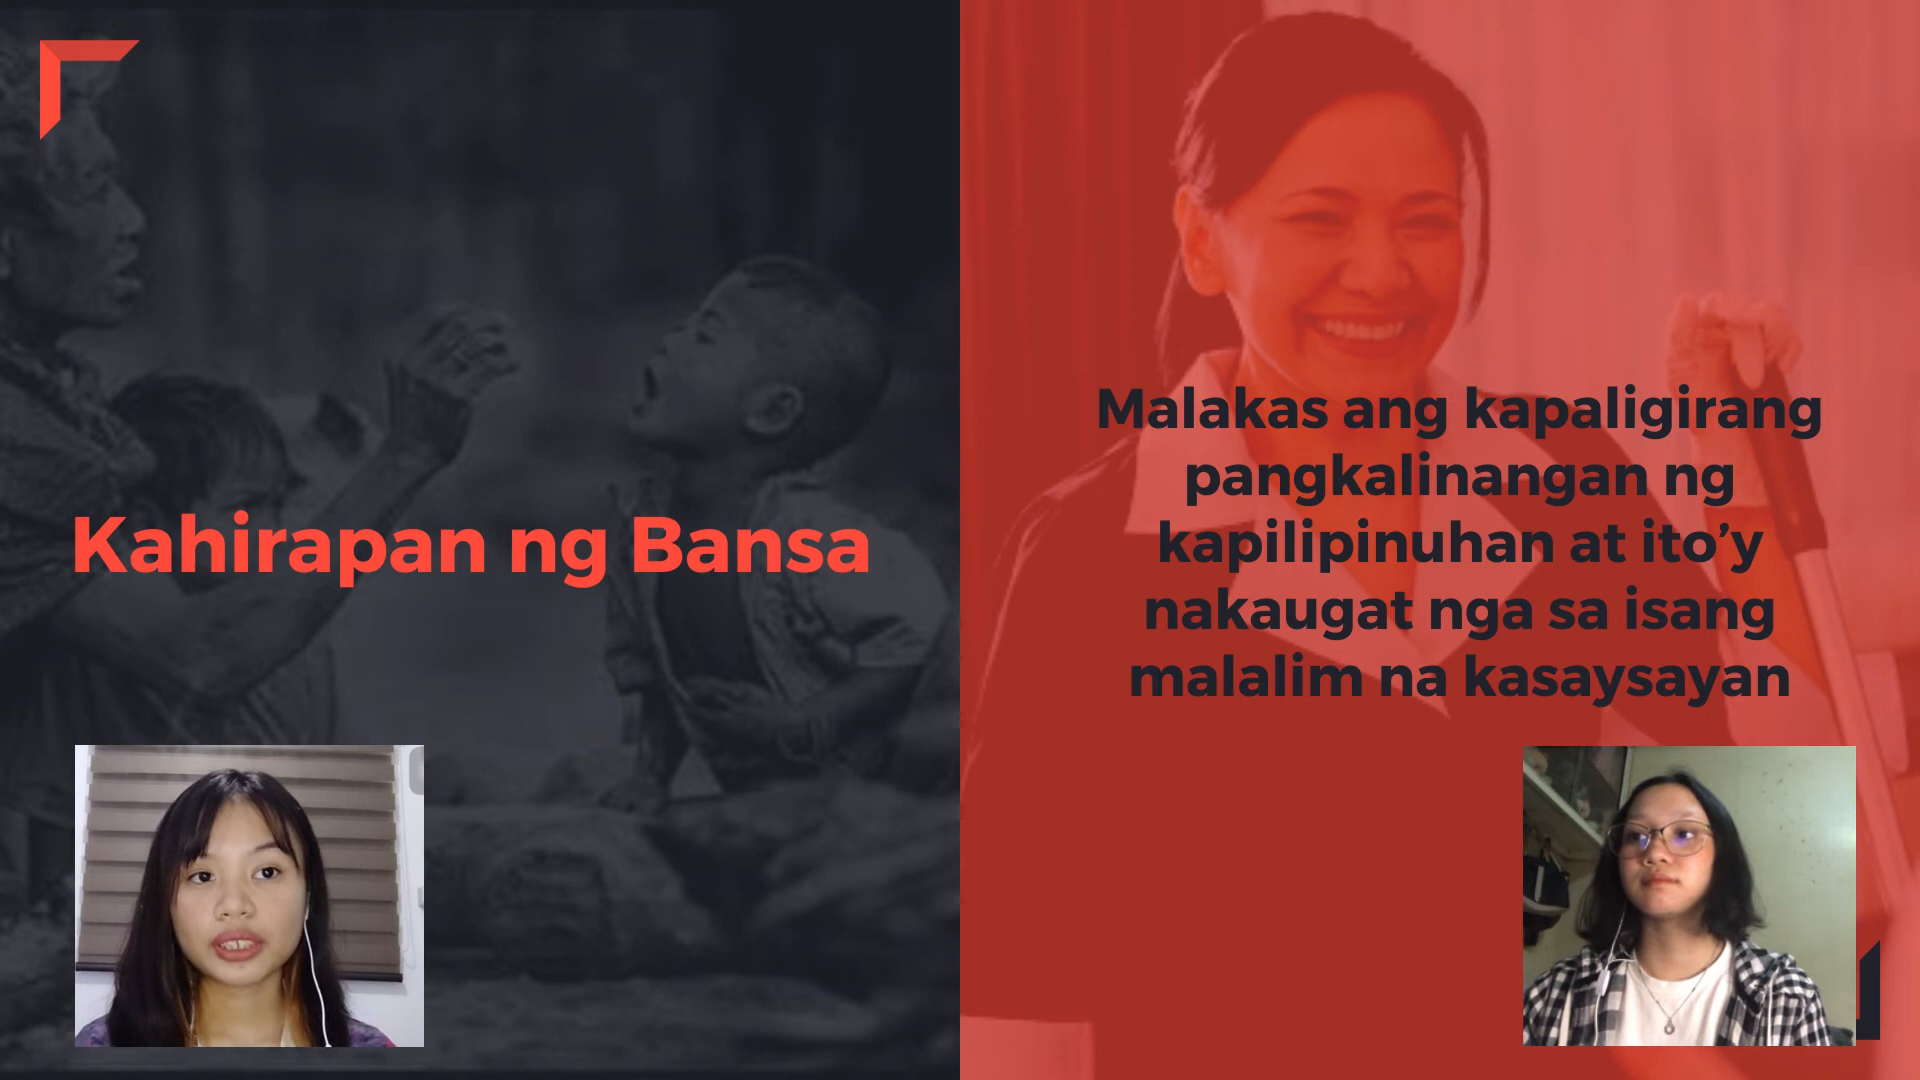 Kahirapan ng Bansa
Malakas ang kapaligirang
pangkalinangan ng
kapilipinuhan at ito’y
nakaugat nga sa isang
malalim na kasaysayan